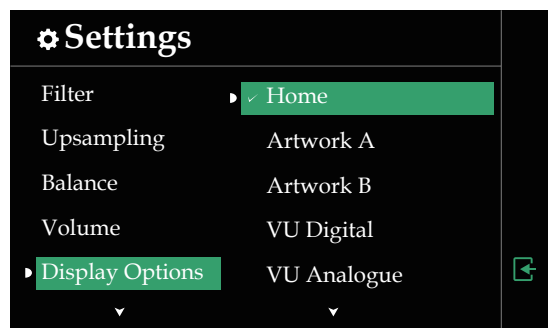 Settings
Filter
Upsampling
Balance
Volume
Display Options
Home
Artwork A
Artwork B
VU Digital
VU Analogue